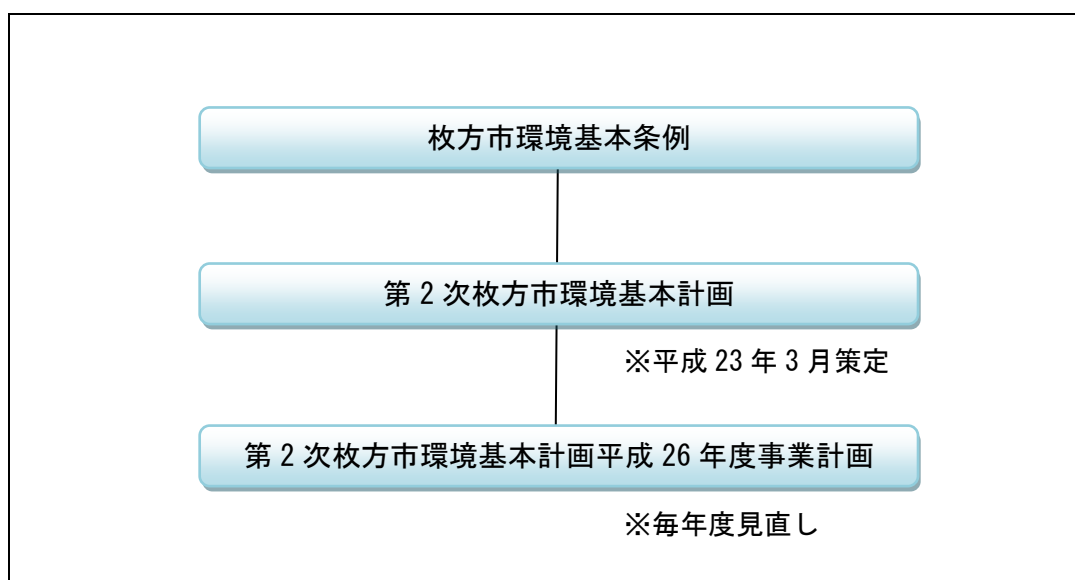 枚方市環境基本条例
第2次枚方市環境基本計画
※平成23年3月策定
第2次枚方市環境基本計画平成26年度事業計画
※毎年度見直し